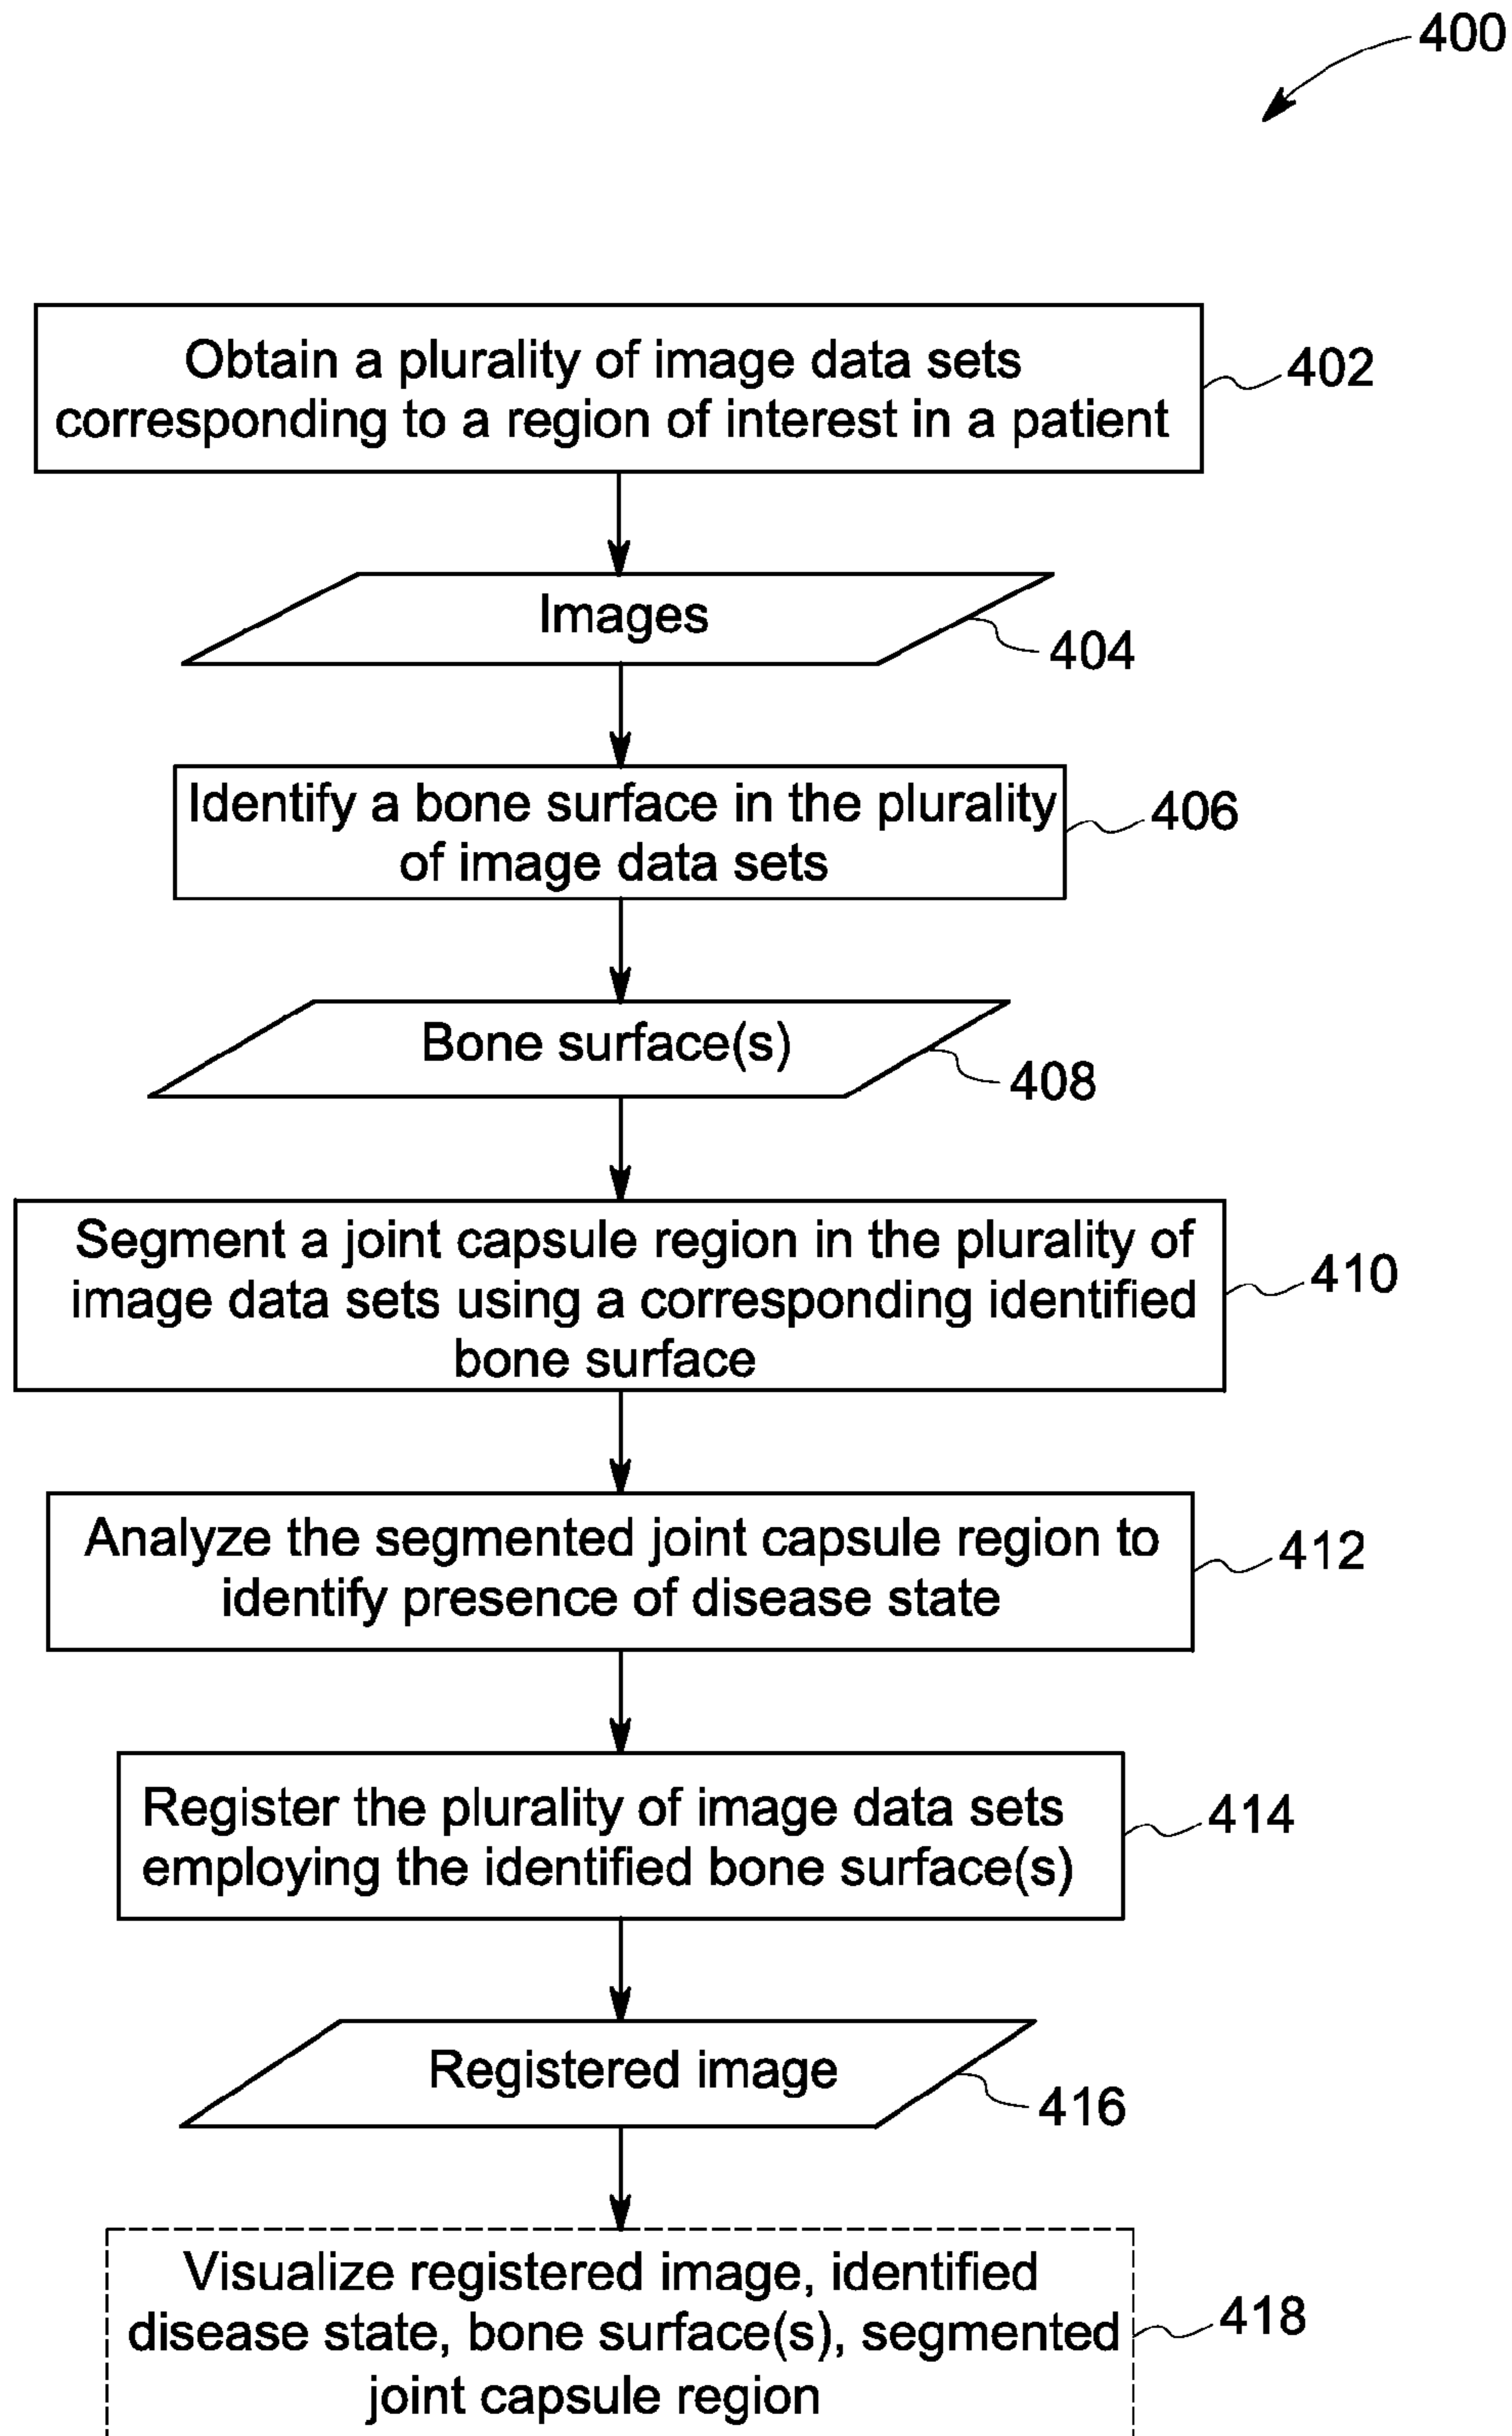 400
Obtain a plurality of image data sets
corresponding to a region of interest in a patient
402
Images
404
Identify a bone surface in the plurality
of image data sets
406
Bone surface(s)
408
Segment a joint capsule region in the plurality of
image data sets using a corresponding identified
bone surface
410
Analyze the segmented joint capsule region to
identify presence of disease state
412
Register the plurality of image data sets
employing the identified bone surface(s)
414
Registered image
416
Visualize registered image, identified
disease state, bone surface(s), segmented
joint capsule region
418